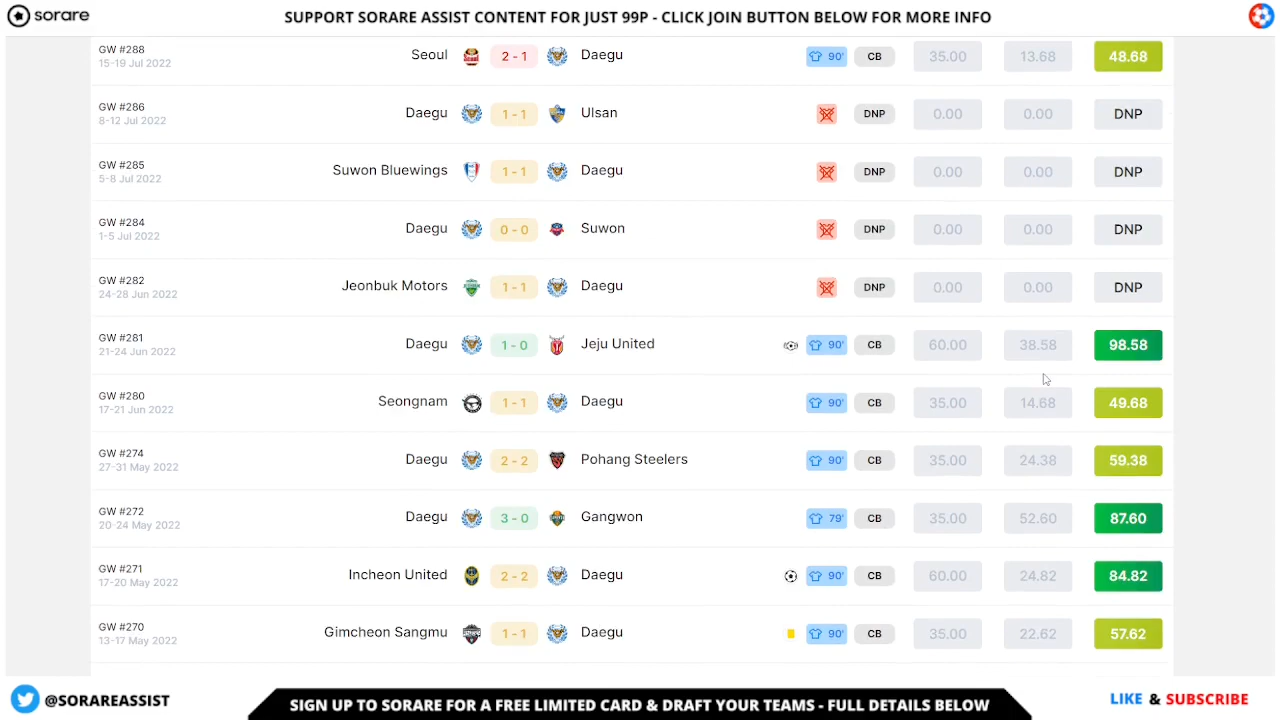 sorare
SUPPORT SORARE ASSIST CONTENT FOR JUST 99P - CLICK JOIN BUTTON BELOW FOR MORE INFO
GW #288
15-19 Jul 2022
Seoul 2 - 1 Daegu 90' CB 35.00 13.68 48.68
GW #286
8-12 Jul 2022
Daegu 1 - 1 Ulsan DNP 0.00 0.00 DNP
GW #285
5-8 Jul 2022
Suwon Bluewings 1 - 1 Daegu DNP 0.00 0.00 DNP
GW #284
1-5 Jul 2022
Daegu 0 - 0 Suwon DNP 0.00 0.00 DNP
GW #282
24-28 Jun 2022
Jeonbuk Motors 1 - 1 Daegu DNP 0.00 0.00 DNP
GW #281
21-24 Jun 2022
Daegu 1 - 0 Jeju United 90' CB 60.00 38.58 98.58
GW #280
17-21 Jun 2022
Seongnam 1 - 1 Daegu 90' CB 35.00 14.68 49.68
GW #274
27-31 May 2022
Daegu 2 - 2 Pohang Steelers 90' CB 35.00 24.38 59.38
GW #272
20-24 May 2022
Daegu 3 - 0 Gangwon 79' CB 35.00 52.60 87.60
GW #271
17-20 May 2022
Incheon United 2 - 2 Daegu 90' CB 60.00 24.82 84.82
GW #270
13-17 May 2022
Gimcheon Sangmu 1 - 1 Daegu 90' CB 35.00 22.62 57.62
@SORAREASSIST
SIGN UP TO SORARE FOR A FREE LIMITED CARD & DRAFT YOUR TEAMS - FULL DETAILS BELOW
LIKE & SUBSCRIBE